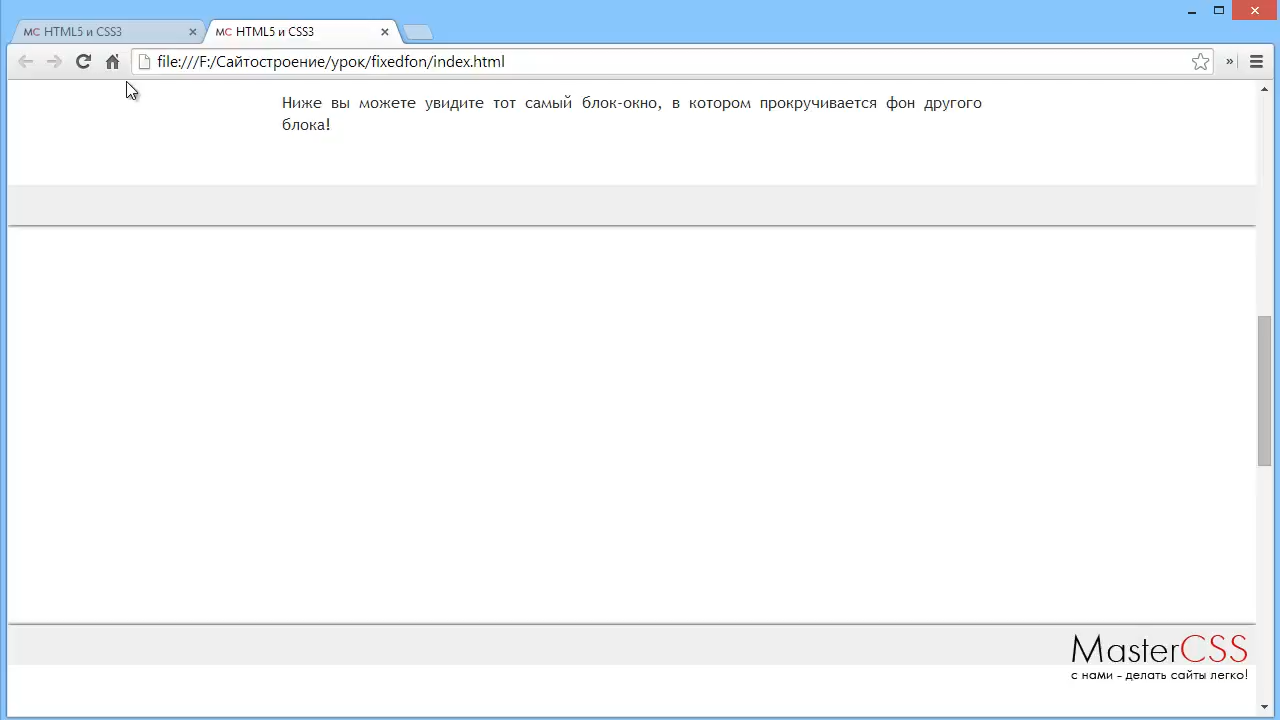 MC HTML5 и CSS3
MC HTML5 и CSS3
file:///F:/Сайтостроение/урок/fixedfon/index.html
»
Ниже вы можете увидите тот самый блок-окно, в котором прокручивается фон другого
блока!
MasterCSS
с нами - делать сайты легко!